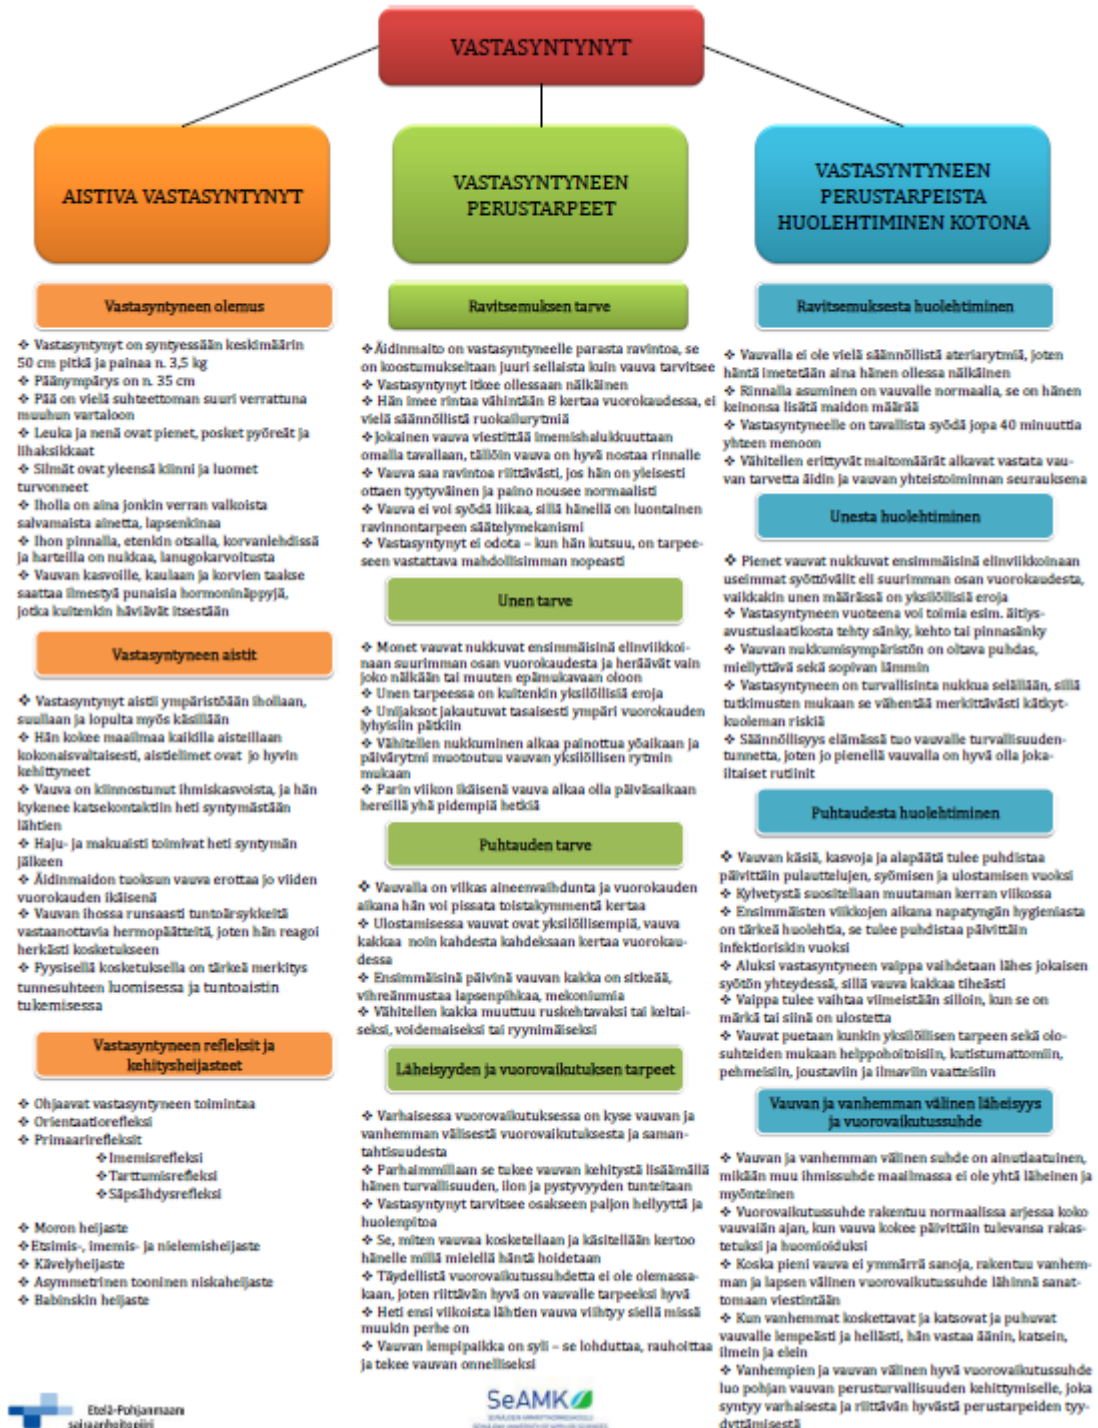 VASTASYNTYNYT
AISTIVA VASTASYNTYNYT
Vastasyntyneen olemus
❖ Vastasyntynyt on syntyessään keskimäärin
50 cm pitkä ja painaa n. 3,5 kg
❖ Päänympärys on n. 35 cm
❖ Pää on vielä suhteettoman suuri verrattuna
muuhun vartaloon
❖ Leuka ja nenä ovat pienet, posket pyöreät ja
lihaksikkaat
❖ Silmät ovat yleensä kiinni ja luomet
turvonneet
❖ Iholla on aina jonkin verran valkoista
salvamaista ainetta, lapsenkinaa
❖ Ihon pinnalla, etenkin otsalla, korvanlehdissä
ja harteilla on nukkaa, lanugokarvoitusta
❖ Vauvan kasvoille, kaulaan ja korvien taakse
saattaa ilmestyä punaisia hormoninäppyjä,
jotka kuitenkin häviävät itsestään
Vastasyntyneen aistit
❖ Vastasyntynyt aistii ympäristöään ihollaan,
suullaan ja lopulta myös käsillään
❖ Hän kokee maailmaa kaikilla aisteillaan
kokonaisvaltaisesti, aistielimet ovat jo hyvin
kehittyneet
❖ Vauva on kiinnostunut ihmiskasvoista, ja hän
kykenee katsekontaktiin heti syntymästään
lähtien
❖ Haju- ja makuaisti toimivat heti syntymän
jälkeen
❖ Äidinmaidon tuoksun vauva erottaa jo viiden
vuorokauden ikäisenä
❖ Vauvan ihossa runsaasti tuntoärsykkeitä
vastaanottavia hermopäätteitä, joten hän reagoi
herkästi kosketukseen
❖ Fyysisellä kosketuksella on tärkeä merkitys
tunnesuhteen luomisessa ja tuntoaistin
tukemisessa
Vastasyntyneen refleksit ja
kehitysheijasteet
❖ Ohjaavat vastasyntyneen toimintaa
❖ Orientaatiorefleksi
❖ Primaarirefleksit
❖ Imemisrefleksi
❖ Tarttumisrefleksi
❖ Säpsähdysrefleksi
❖ Moron heijaste
❖ Etsimis-, imemis- ja nielemisheijaste
❖ Kävelyheijaste
❖ Asymmetrinen tooninen niskaheijaste
❖ Babinskin heijaste
Etelä-Pohjanmaan
sairaanhoitopiiri
VASTASYNTYNEEN
PERUSTARPEET
Ravitsemuksen tarve
❖ Äidinmaito on vastasyntyneelle parasta ravintoa, se
on koostumukseltaan juuri sellaista kuin vauva tarvitsee
❖ Vastasyntynyt itkee ollessaan nälkäinen
❖ Hän imee rintaa vähintään 8 kertaa vuorokaudessa, ei
vielä säännöllistä ruokailurytmiä
❖ Jokainen vauva viestittää imemishalukkuuttaan
omalla tavallaan, tällöin vauva on hyvä nostaa rinnalle
❖ Vauva saa ravintoa riittävästi, jos hän on yleisesti
ottaen tyytyväinen ja paino nousee normaalisti
❖ Vauva ei voi syödä liikaa, sillä hänellä on luontainen
ravinnontarpeen säätelymekanismi
❖ Vastasyntynyt ei odota – kun hän kutsuu, on tarpee-
seen vastattava mahdollisimman nopeasti
Unen tarve
❖ Monet vauvat nukkuvat ensimmäisinä elinviikkoi-
naan suurimman osan vuorokaudesta ja heräävät vain
joko nälkään tai muuten epämukavaan oloon
❖ Unen tarpeessa on kuitenkin yksilöllisiä eroja
❖ Unijaksot jakautuvat tasaisesti ympäri vuorokauden
lyhyisiin pätkiin
❖ Vähitellen nukkuminen alkaa painottua yöaikaan ja
päivärytmi muotoutuu vauvan yksilöllisen rytmin
mukaan
❖ Parin viikon ikäisenä vauva alkaa olla päiväsaikaan
hereillä yhä pidempiä hetkiä
Puhtauden tarve
❖ Vauvalla on vilkas aineenvaihdunta ja vuorokauden
aikana hän voi pissata toistakymmentä kertaa
❖ Ulostamisessa vauvat ovat yksilöllisempiä, vauva
kakkaa noin kahdesta kahdeksaan kertaa vuorokau-
dessa
❖ Ensimmäisinä päivinä vauvan kakka on sitkeää,
vihreänmustaa lapsenpihkaa, mekoniumia
❖ Vähitellen kakka muuttuu ruskehtavaksi tai keltai-
seksi, voidemaiseksi tai ryynimäiseksi
Läheisyyden ja vuorovaikutuksen tarpeet
❖ Varhaisessa vuorovaikutuksessa on kyse vauvan ja
vanhemman välisestä vuorovaikutuksesta ja saman-
tahtisuudesta
❖ Parhaimmillaan se tukee vauvan kehitystä lisäämällä
hänen turvallisuuden, ilon ja pystyvyyden tunteitaan
❖ Vastasyntynyt tarvitsee osakseen paljon hellyyttä ja
huolenpitoa
❖ Se, miten vauvaa kosketellaan ja käsitellään kertoo
hänelle millä mielellä häntä hoidetaan
❖ Täydellistä vuorovaikutussuhdetta ei ole olemassa-
kaan, joten riittävän hyvä on vauvalle tarpeeksi hyvä
❖ Heti ensi viikoista lähtien vauva viihtyy siellä missä
muukin perhe on
❖ Vauvan lempipaikka on syli – se lohduttaa, rauhoittaa
ja tekee vauvan onnelliseksi
SeAMK
VASTASYNTYNEEN
PERUSTARPEISTA
HUOLEHTIMINEN KOTONA
Ravitsemuksesta huolehtiminen
❖ Vauvalla ei ole vielä säännöllistä ateriarytmiä, joten
häntä imetetään aina hänen ollessa nälkäinen
❖ Rinnalla asuminen on vauvalle normaalia, se on hänen
keinonsa lisätä maidon määrää
❖ Vastasyntyneelle on tavallista syödä jopa 40 minuuttia
yhteen menoon
❖ Vähitellen erittyvät maitomäärät alkavat vastata vau-
van tarvetta äidin ja vauvan yhteistoiminnan seurauksena
Unesta huolehtiminen
❖ Pienet vauvat nukkuvat ensimmäisinä elinviikkoinaan
useimmat syöttövälit eli suurimman osan vuorokaudesta,
vaikkakin unen määrässä on yksilöllisiä eroja
❖ Vastasyntyneen vuoteena voi toimia esim. äitiys-
avustuslaatikosta tehty sänky, kehto tai pinnasänky
❖ Vauvan nukkumisympäristön on oltava puhdas,
miellyttävä sekä sopivan lämmin
❖ Vastasyntyneen on turvallisinta nukkua selällään, sillä
tutkimusten mukaan se vähentää merkittävästi kätkyt-
kuoleman riskiä
❖ Säännöllisyys elämässä tuo vauvalle turvallisuuden-
tunnetta, joten jo pienellä vauvalla on hyvä olla joka-
iltaiset rutiinit
Puhtaudesta huolehtiminen
❖ Vauvan käsiä, kasvoja ja alapäätä tulee puhdistaa
päivittäin pulauttelujen, syömisen ja ulostamisen vuoksi
❖ Kylvetystä suositellaan muutaman kerran viikossa
❖ Ensimmäisten viikkojen aikana napatyngän hygieniasta
on tärkeä huolehtia, se tulee puhdistaa päivittäin
infektioriskin vuoksi
❖ Aluksi vastasyntyneen vaippa vaihdetaan lähes jokaisen
syötön yhteydessä, sillä vauva kakkaa tiheästi
❖ Vaippa tulee vaihtaa viimeistään silloin, kun se on
märkä tai siinä on ulostetta
❖ Vauvat puetaan kunkin yksilöllisen tarpeen sekä olo-
suhteiden mukaan helppohoitoisiin, kutistumattomiin,
pehmeisiin, joustaviin ja ilmaviin vaatteisiin
Vauvan ja vanhemman välinen läheisyys
ja vuorovaikutussuhde
❖ Vauvan ja vanhemman välinen suhde on ainutlaatuinen,
mikään muu ihmissuhde maailmassa ei ole yhtä läheinen ja
myönteinen
❖ Vuorovaikutussuhde rakentuu normaalissa arjessa koko
vauvaiän ajan, kun vauva kokee päivittäin tulevansa rakas-
tetuksi ja huomioiduksi
❖ Koska pieni vauva ei ymmärrä sanoja, rakentuu vanhem-
man ja lapsen välinen vuorovaikutussuhde lähinnä sanat-
tomaan viestintään
❖ Kun vanhemmat koskettavat ja katsovat ja puhuvat
vauvalle lempeästi ja hellästi, hän vastaa äänin, katsein,
ilmein ja elein
❖ Vanhempien ja vauvan välinen hyvä vuorovaikutussuhde
luo pohjan vauvan perusturvallisuuden kehittymiselle, joka
syntyy varhaisesta ja riittävän hyvästä perustarpeiden tyy-
dyttämisestä